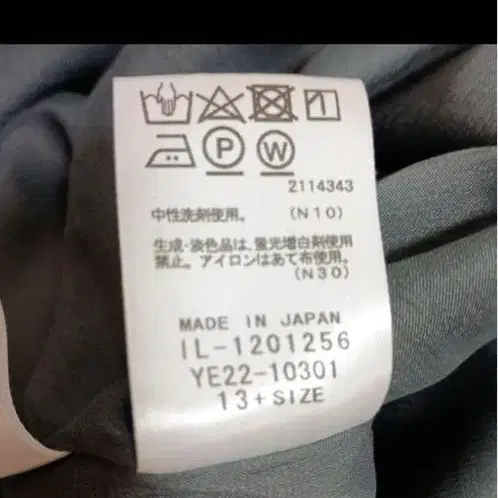 P W
2114343
中性洗剤使用。 (N10)
生成・淡色品は、蛍光増白剤使用
禁止。アイロンはあて布使用。
(N30)
MADE IN JAPAN
IL-1201256
YE22-10301
13+SIZE